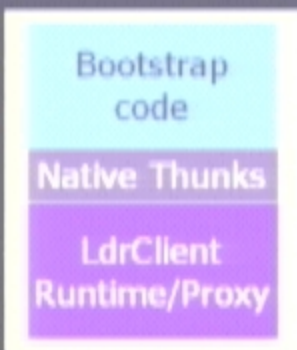 Bootstrap
code
Native Thunks
LdrClient
Runtime/Proxy